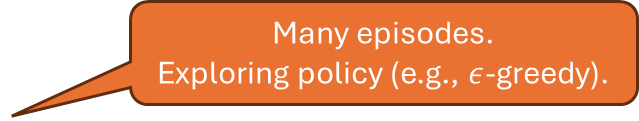 Many episodes.
Exploring policy (e.g., ϵ-greedy).